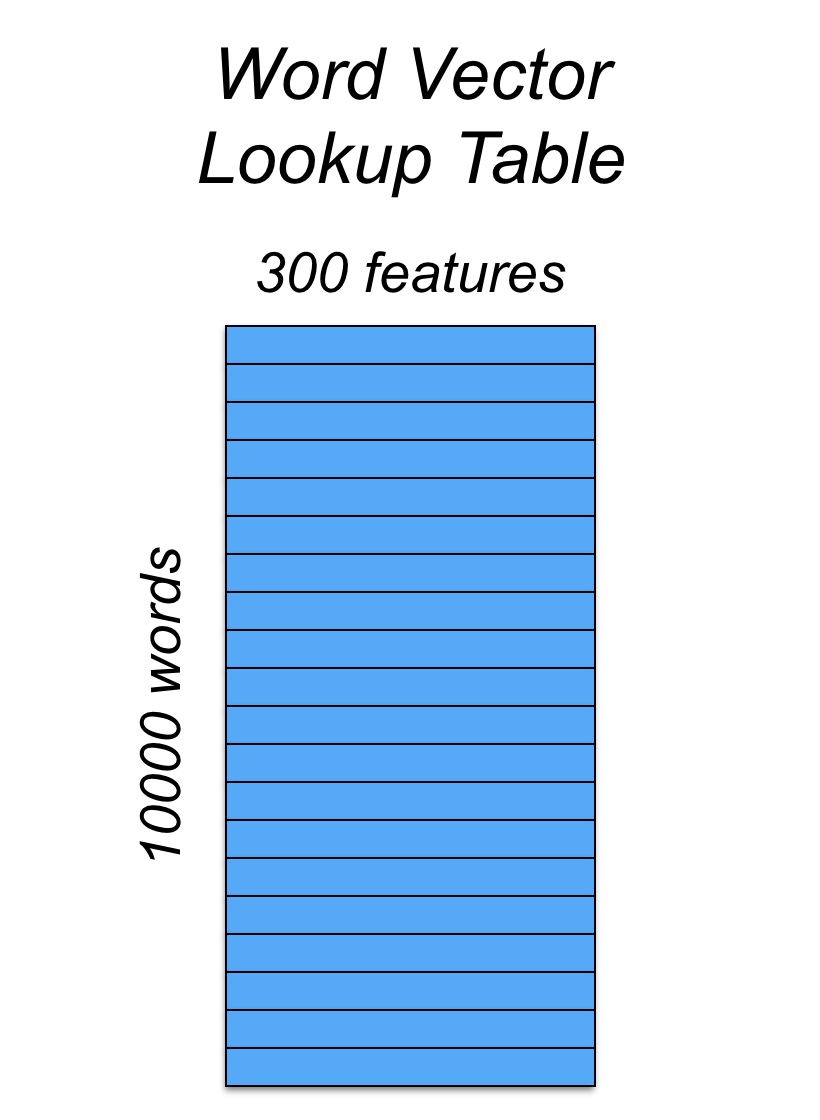 Word Vector
Lookup Table
300 features
10000 words